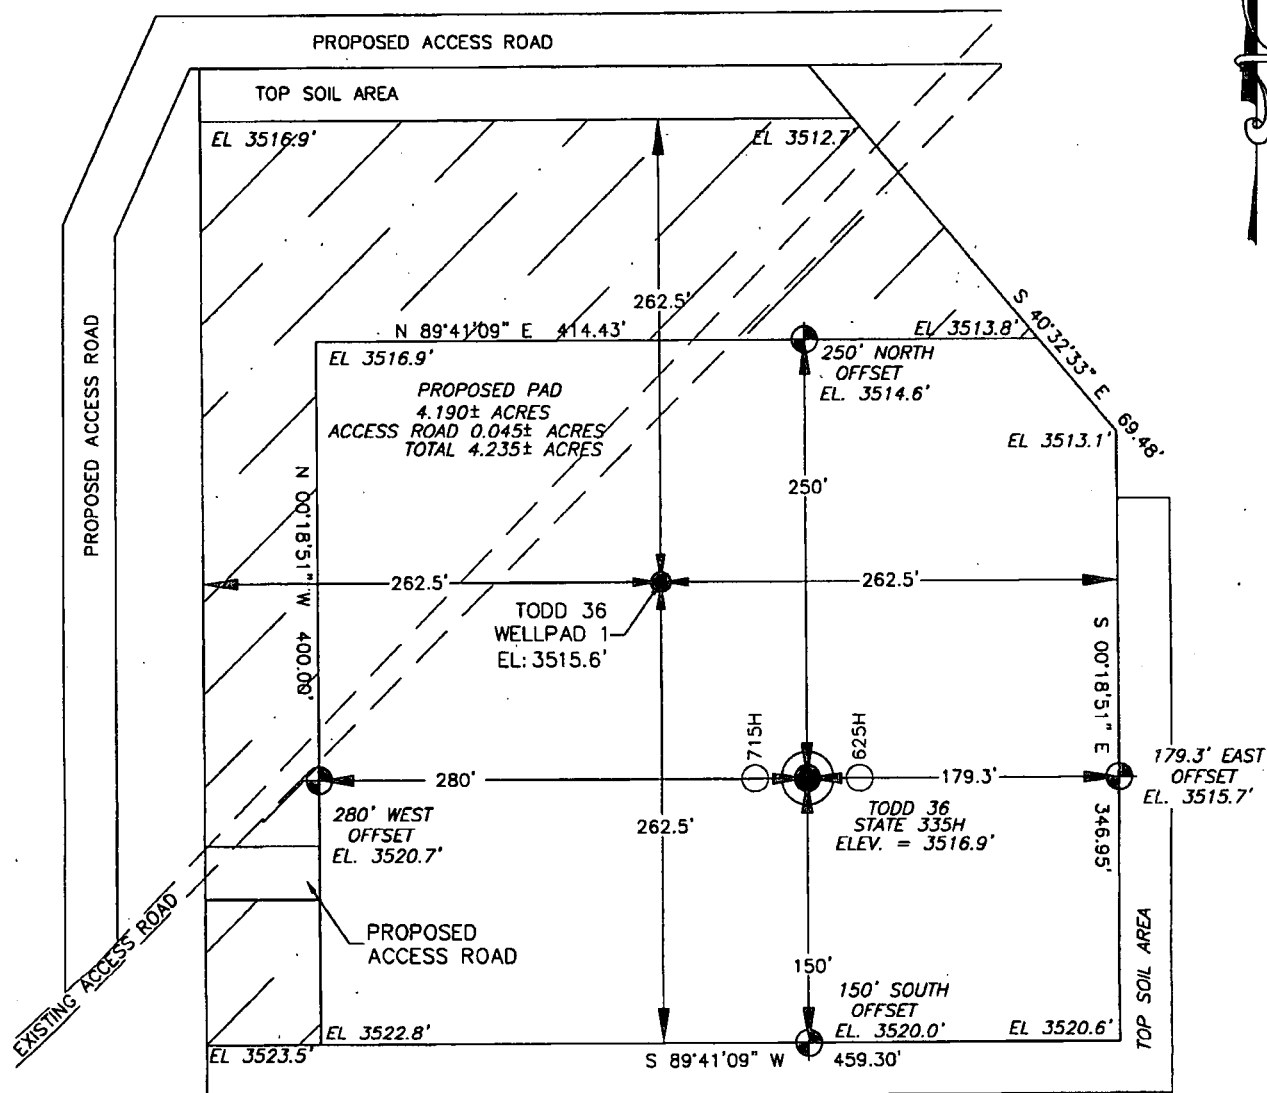 PROPOSED ACCESS ROAD
TOP SOIL AREA
EL 3516.9'
EL 3512.7'
262.5'
N 89°41'09" E 414.43'
EL 3513.8'
S 40°32'33" E 69.48'
EL 3516.9'
250' NORTH
OFFSET
EL. 3514.6'
PROPOSED PAD
4.190± ACRES
ACCESS ROAD 0.045± ACRES
TOTAL 4.235± ACRES
EL 3513.1'
PROPOSED ACCESS ROAD
N 00°18'51" W 400.00'
250'
262.5'
262.5'
TODD 36
WELLPAD 1
EL: 3515.6'
S 00°18'51" E 346.95'
715H
625H
280'
179.3'
179.3' EAST
OFFSET
EL. 3515.7'
280' WEST
OFFSET
EL. 3520.7'
262.5'
TODD 36
STATE 335H
ELEV. = 3516.9'
PROPOSED
ACCESS ROAD
EXISTING ACCESS ROAD
150'
150' SOUTH
OFFSET
EL. 3520.0'
TOP SOIL AREA
EL 3522.8'
EL 3520.6'
EL 3523.5'
S 89°41'09" W 459.30'